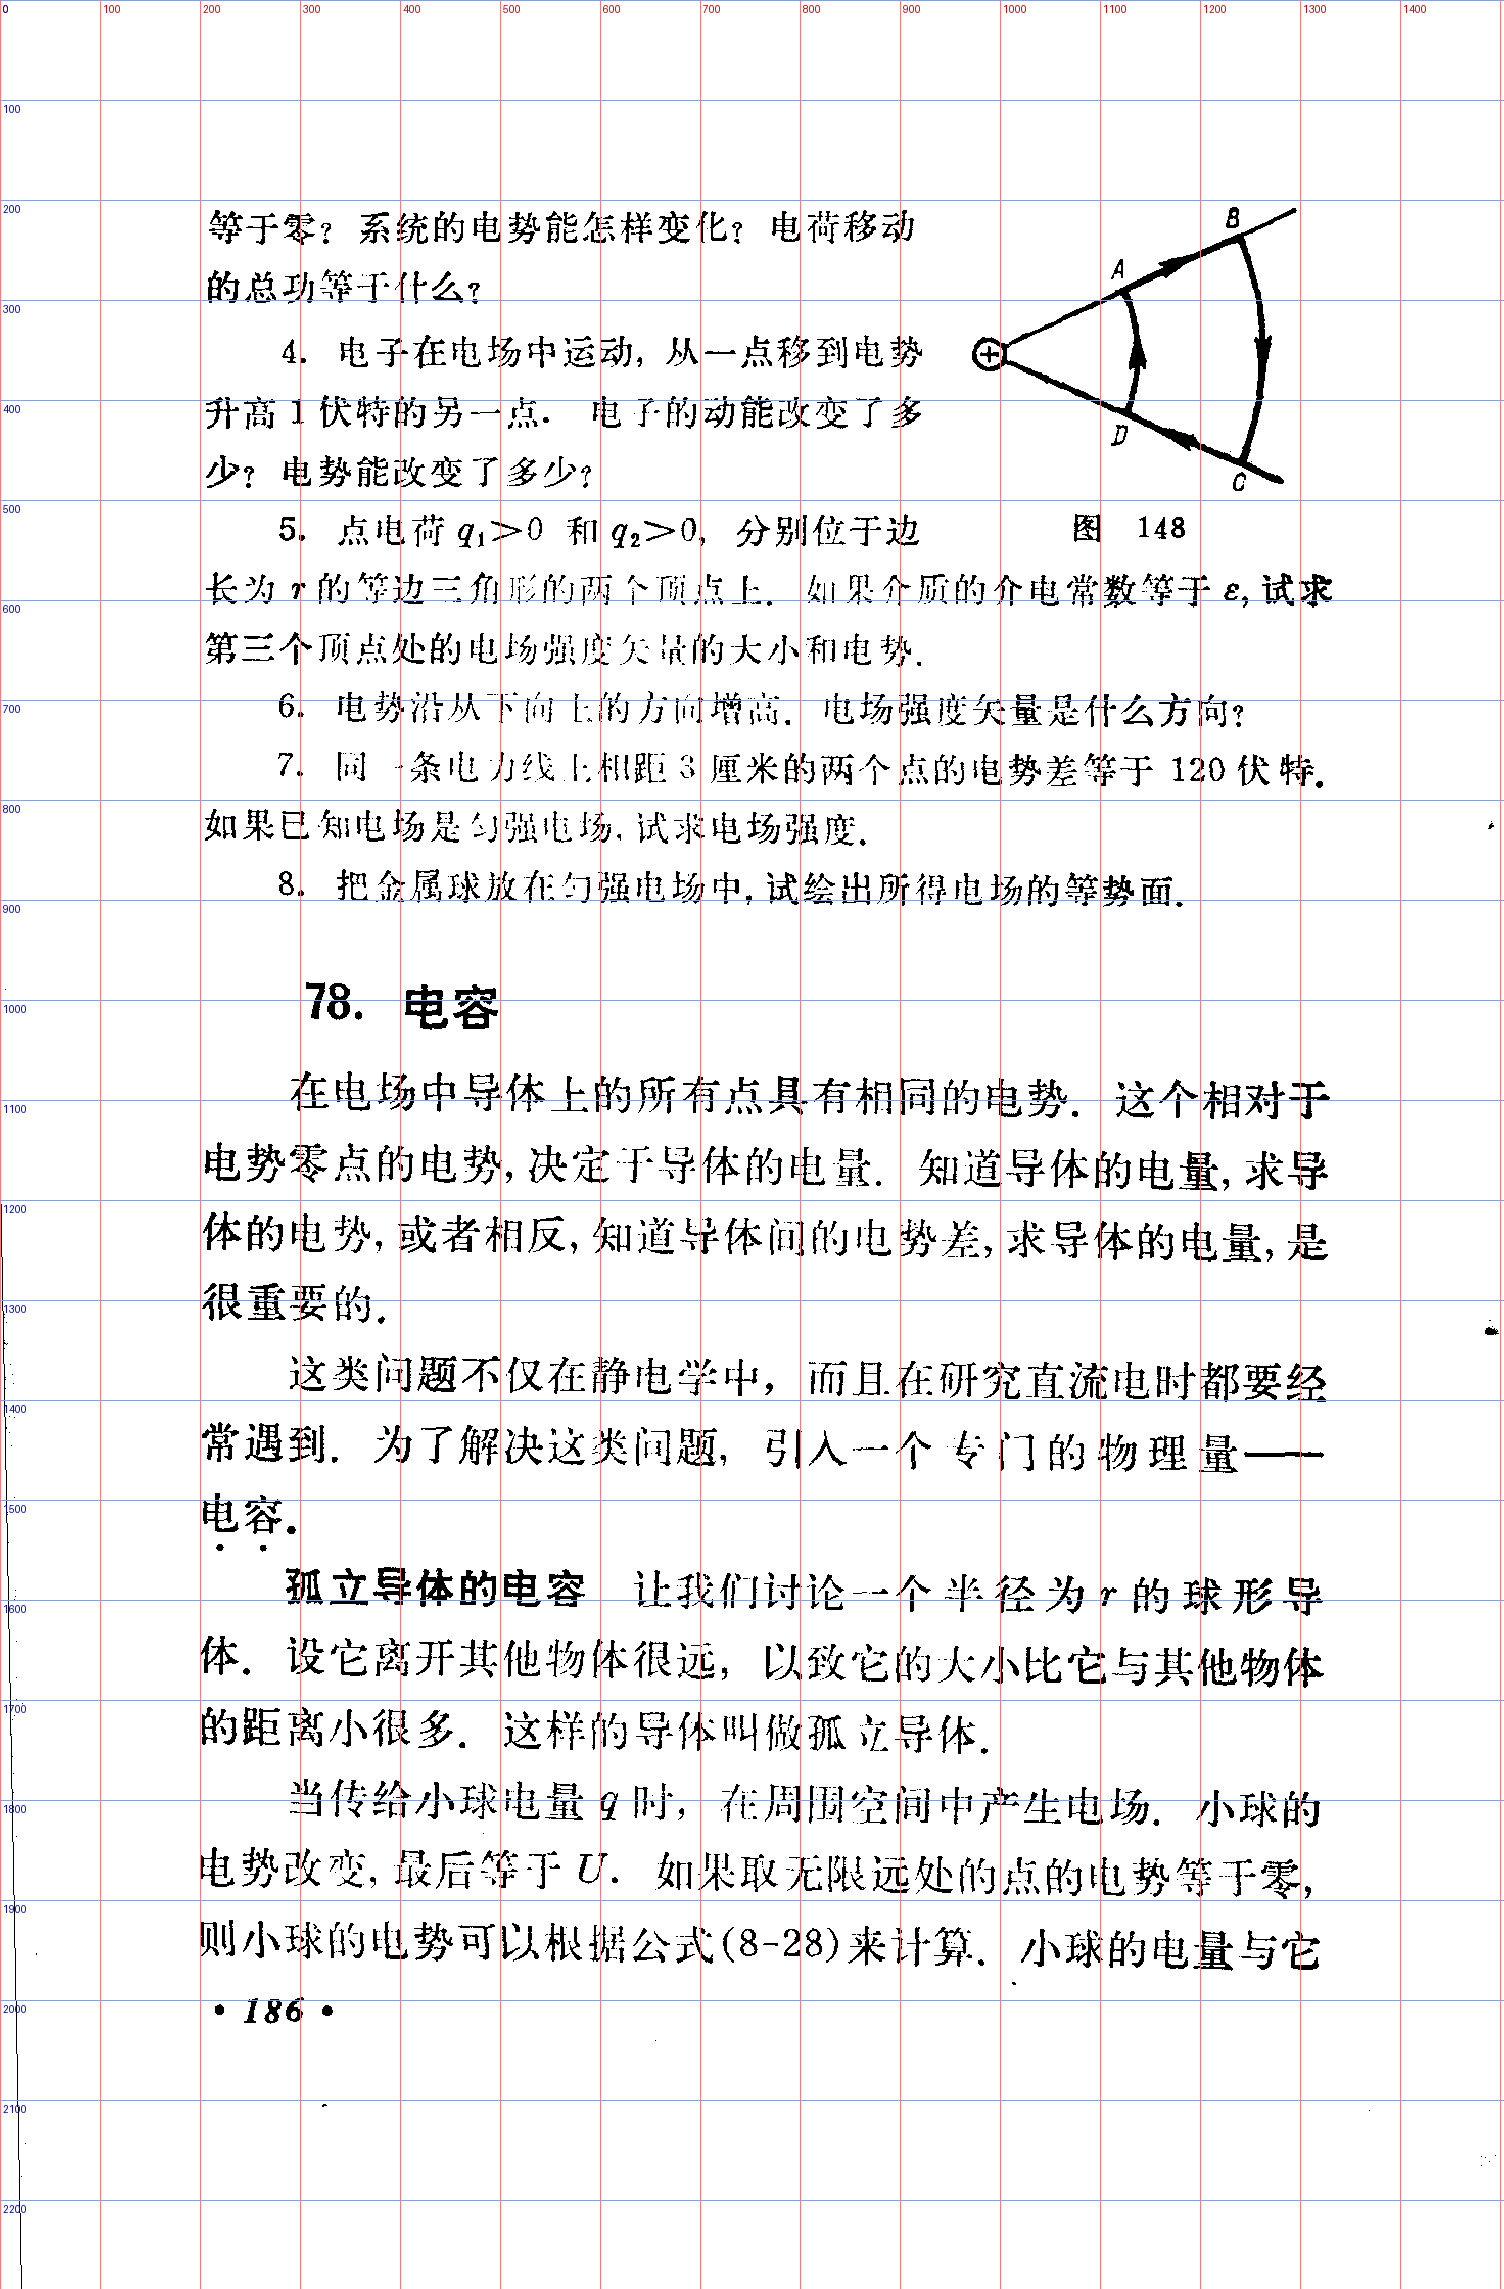 等于零？系统的电势能怎样变化？电荷移动
的总功等于什么？
4. 电子在电场中运动, 从一点移到电势
升高 1 伏特的另一点. 电子的动能改变了多
少？电势能改变了多少？
A
B
C
D
图 148
5. 点电荷 q₁>0 和 q₂>0, 分别位于边
长为 r 的等边三角形的两个顶点上. 如果介质的介电常数等于 ε, 试求
第三个顶点处的电场强度矢量的大小和电势.
6. 电势沿从下向上的方向增高. 电场强度矢量是什么方向？
7. 同一条电力线上相距 3 厘米的两个点的电势差等于 120 伏特.
如果已知电场是匀强电场, 试求电场强度.
8. 把金属球放在匀强电场中, 试绘出所得电场的等势面.
78. 电容
在电场中导体上的所有点具有相同的电势. 这个相对于
电势零点的电势, 决定于导体的电量. 知道导体的电量, 求导
体的电势, 或者相反, 知道导体间的电势差, 求导体的电量, 是
很重要的.
这类问题不仅在静电学中, 而且在研究直流电时都要经
常遇到. 为了解决这类问题, 引入一个专门的物理量——
电容.
孤立导体的电容 让我们讨论一个半径为 r 的球形导
体. 设它离开其他物体很远, 以致它的大小比它与其他物体
的距离小很多. 这样的导体叫做孤立导体.
当传给小球电量 q 时, 在周围空间中产生电场. 小球的
电势改变, 最后等于 U. 如果取无限远处的点的电势等于零,
则小球的电势可以根据公式(8-28)来计算. 小球的电量与它
• 186 •